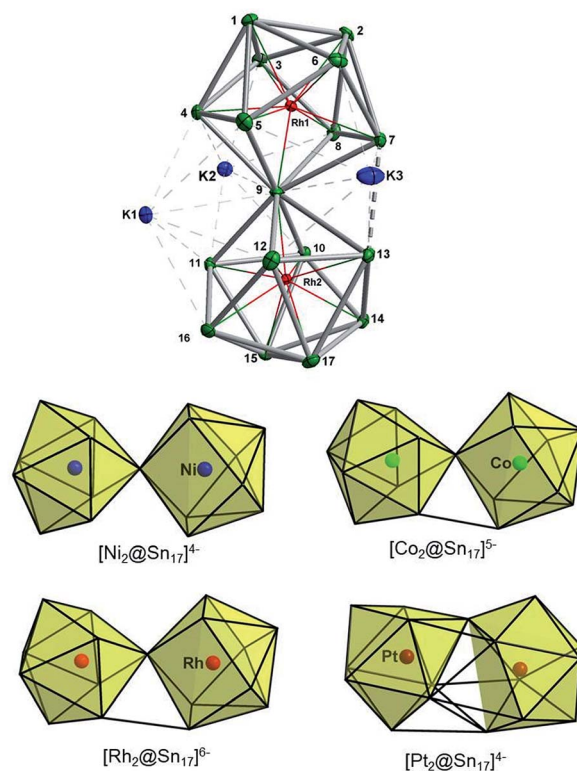 1
2
3
6
Rh1
4
5
8
7
K2
K3
9
K1
12
10
13
11
Rh2
16
14
15
17
Ni
Co
[Ni₂@Sn₁₇]⁴⁻
[Co₂@Sn₁₇]⁵⁻
Rh
Pt
[Rh₂@Sn₁₇]⁶⁻
[Pt₂@Sn₁₇]⁴⁻